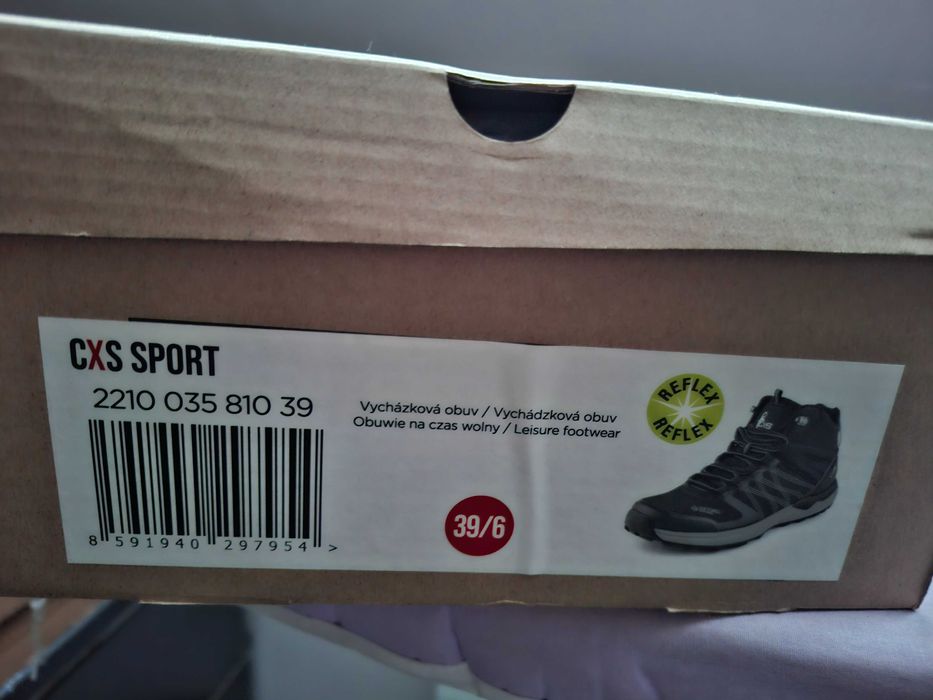 CXS SPORT
2210 035 810 39
8 591940 297954 >
Vycházková obuv / Vychádzková obuv
Obuwie na czas wolny / Leisure footwear
39/6
REFLEX
REFLEX